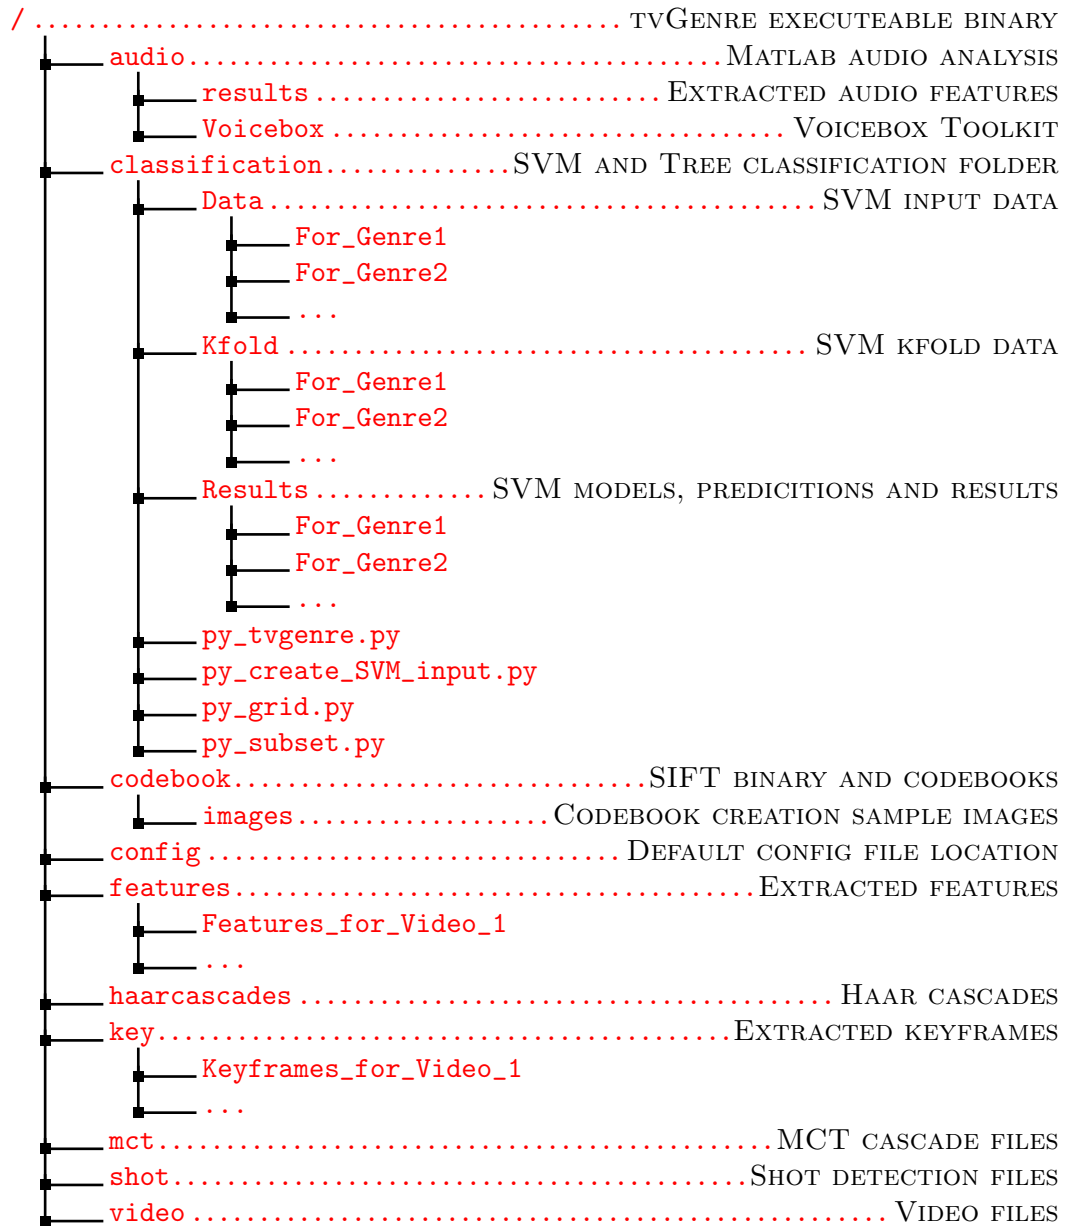 / ............................................ tvGenre executeable binary
audio........................................ Matlab audio analysis
results .......................... Extracted audio features
Voicebox .................................. Voicebox Toolkit
classification..............SVM and Tree classification folder
Data ......................................... SVM input data
For_Genre1
For_Genre2
...
Kfold ....................................... SVM kfold data
For_Genre1
For_Genre2
...
Results ............. SVM models, predicitions and results
For_Genre1
For_Genre2
...
py_tvgenre.py
py_create_SVM_input.py
py_grid.py
py_subset.py
codebook...............................SIFT binary and codebooks
images...................Codebook creation sample images
config ............................... Default config file location
features.......................................Extracted features
Features_for_Video_1
...
haarcascades ........................................ Haar cascades
key...........................................Extracted keyframes
Keyframes_for_Video_1
...
mct..............................................MCT cascade files
shot...........................................Shot detection files
video .................................................... Video files